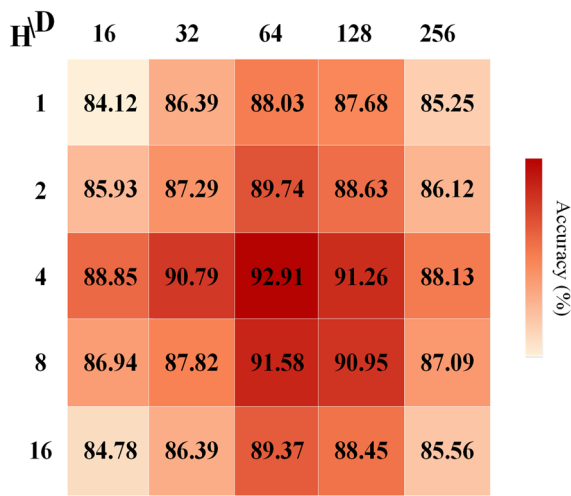 H\D 16 32 64 128 256
1 84.12 86.39 88.03 87.68 85.25
2 85.93 87.29 89.74 88.63 86.12
4 88.85 90.79 92.91 91.26 88.13
8 86.94 87.82 91.58 90.95 87.09
16 84.78 86.39 89.37 88.45 85.56
Accuracy (%)